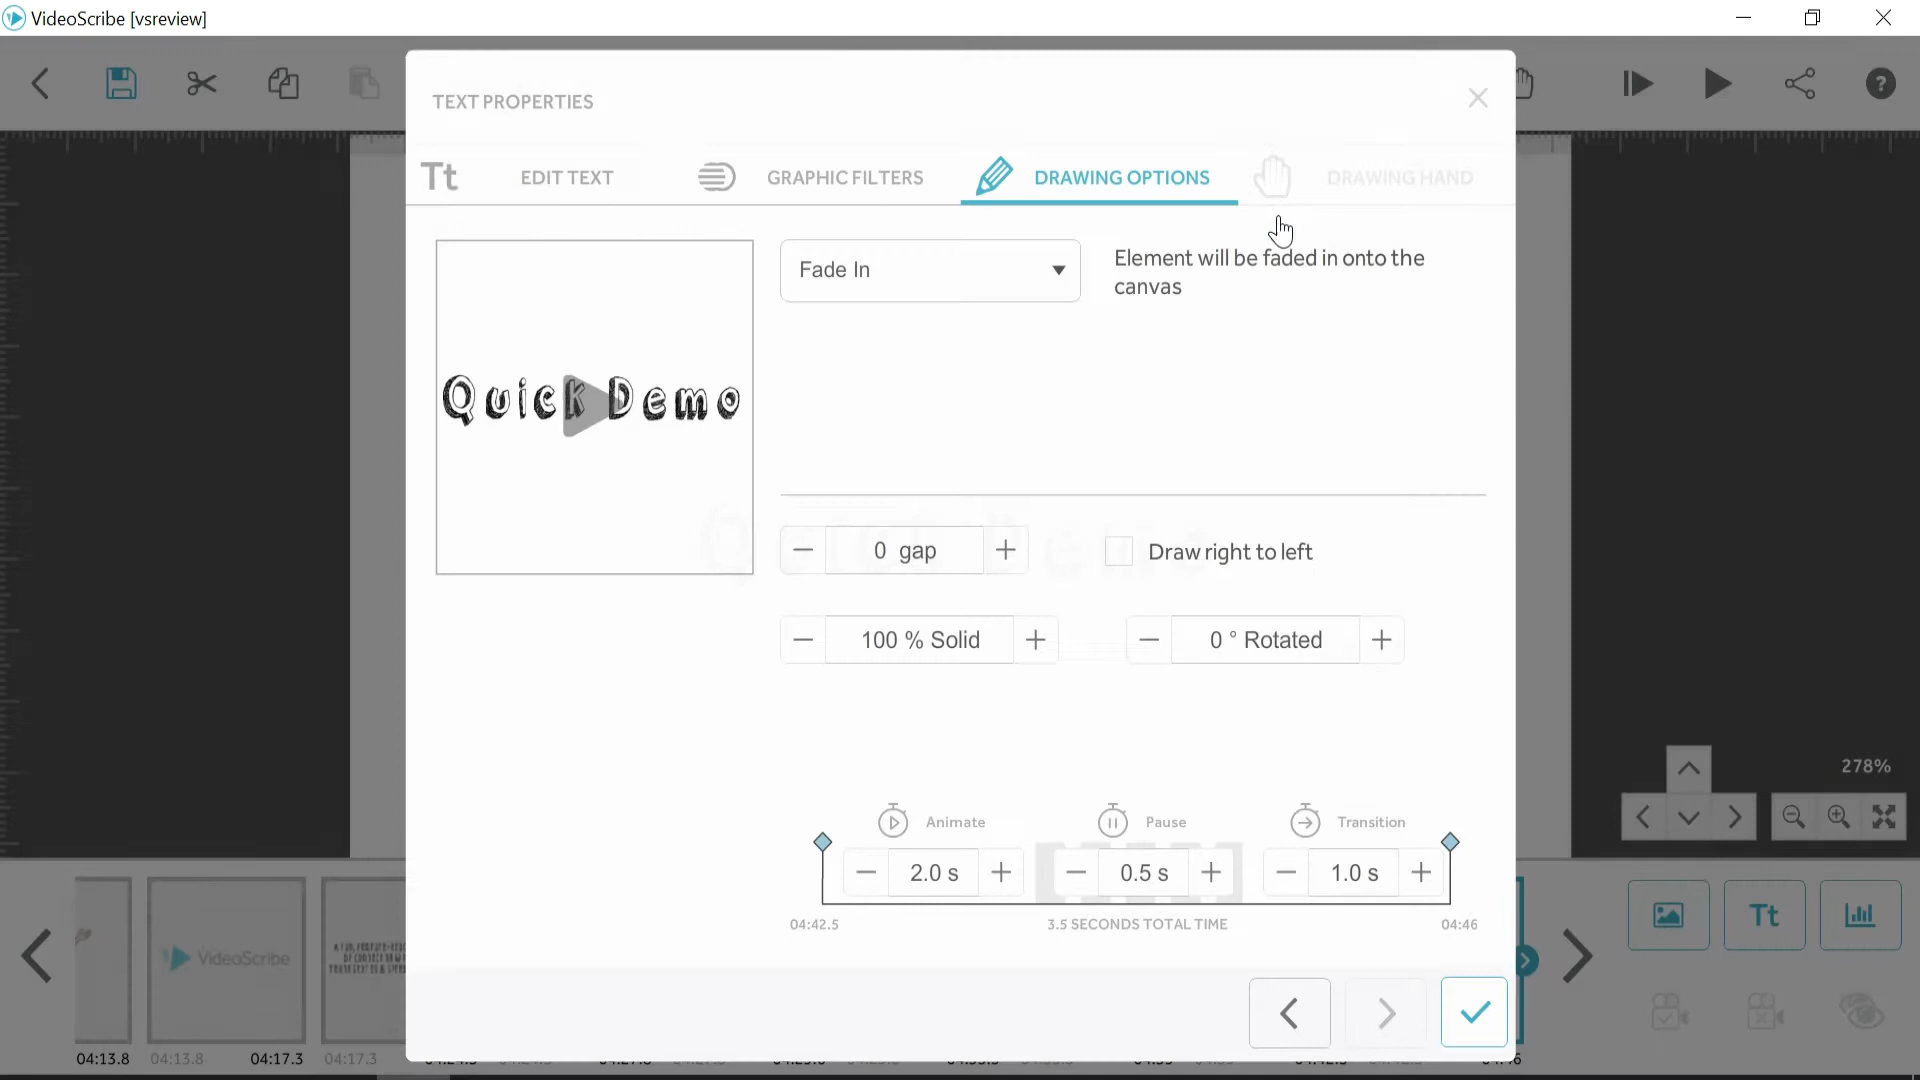 VideoScribe [vsreview]
TEXT PROPERTIES
Tt EDIT TEXT GRAPHIC FILTERS DRAWING OPTIONS DRAWING HAND
Fade In
Element will be faded in onto the
canvas
Quick Demo
0 gap
Draw right to left
100 % Solid
0 ° Rotated
278%
Animate Pause Transition
2.0 s 0.5 s 1.0 s
04:42.5 3.5 SECONDS TOTAL TIME 04:46
VideoScribe
Tt
04:13.8 04:13.8 04:17.3 04:17.3